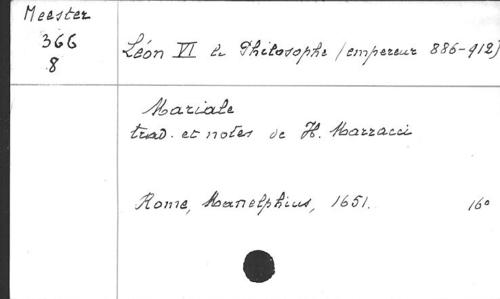 Meester
366
8
Léon VI le Philosophe (empereur 886-912)
Mariale
trad. et notes de H. Marracci
Rome, Manelphius, 1651. 16°